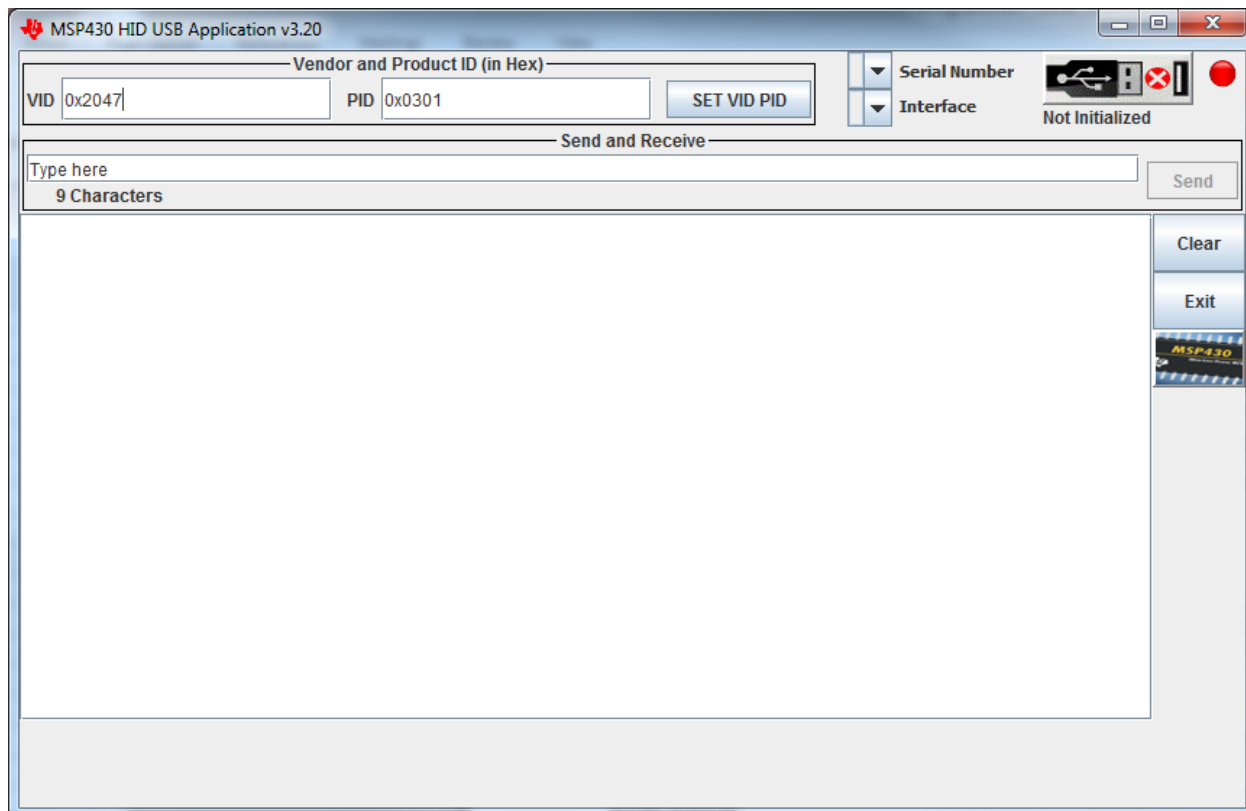 MSP430 HID USB Application v3.20
Vendor and Product ID (in Hex)
VID 0x2047 PID 0x0301 SET VID PID
Serial Number
Interface
Not Initialized
Send and Receive
Type here
9 Characters
Send
Clear
Exit
MSP430